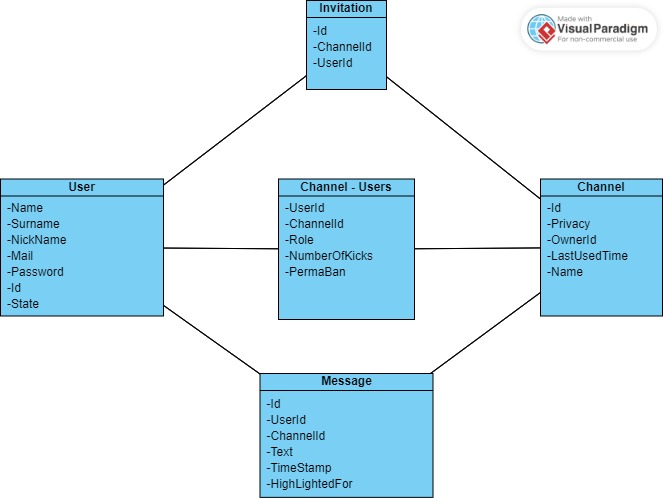 Invitation
-Id
-ChannelId
-UserId
Made with
VisualParadigm
For non-commercial use
User
-Name
-Surname
-NickName
-Mail
-Password
-Id
-State
Channel - Users
-UserId
-ChannelId
-Role
-NumberOfKicks
-PermaBan
Channel
-Id
-Privacy
-OwnerId
-LastUsedTime
-Name
Message
-Id
-UserId
-ChannelId
-Text
-TimeStamp
-HighLightedFor